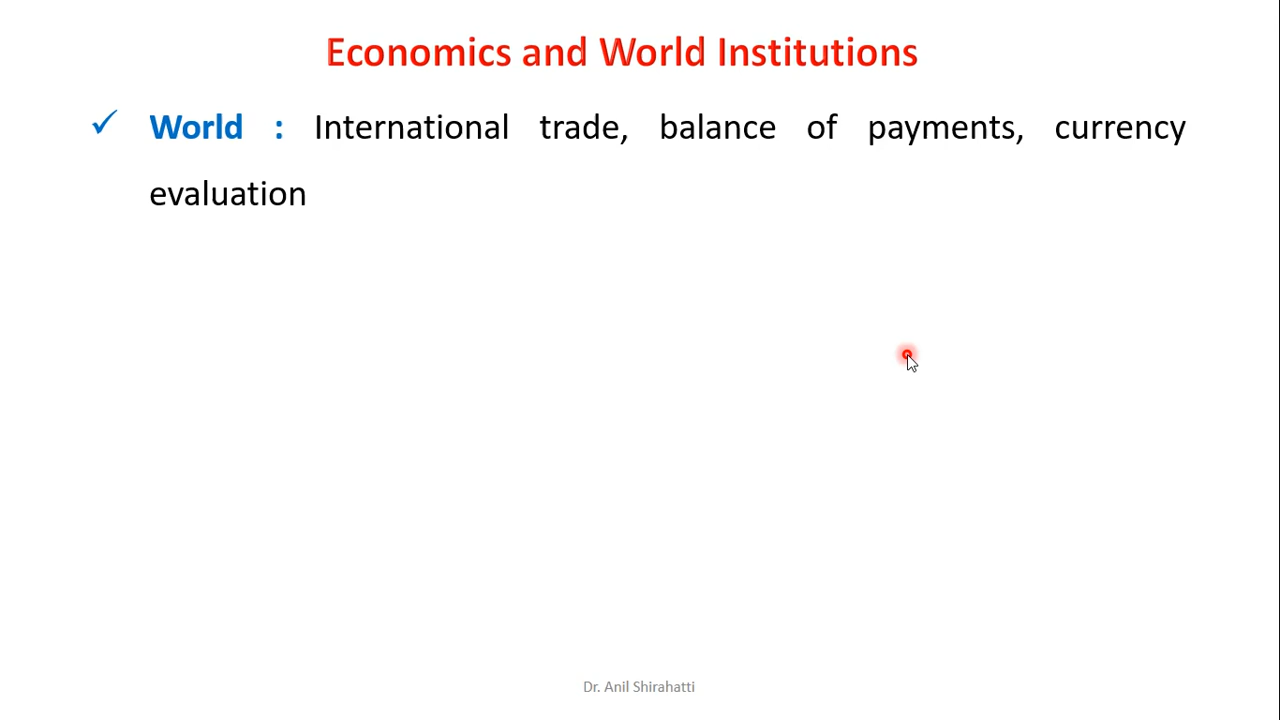 Economics and World Institutions
✓ World : International trade, balance of payments, currency
evaluation
Dr. Anil Shirahatti